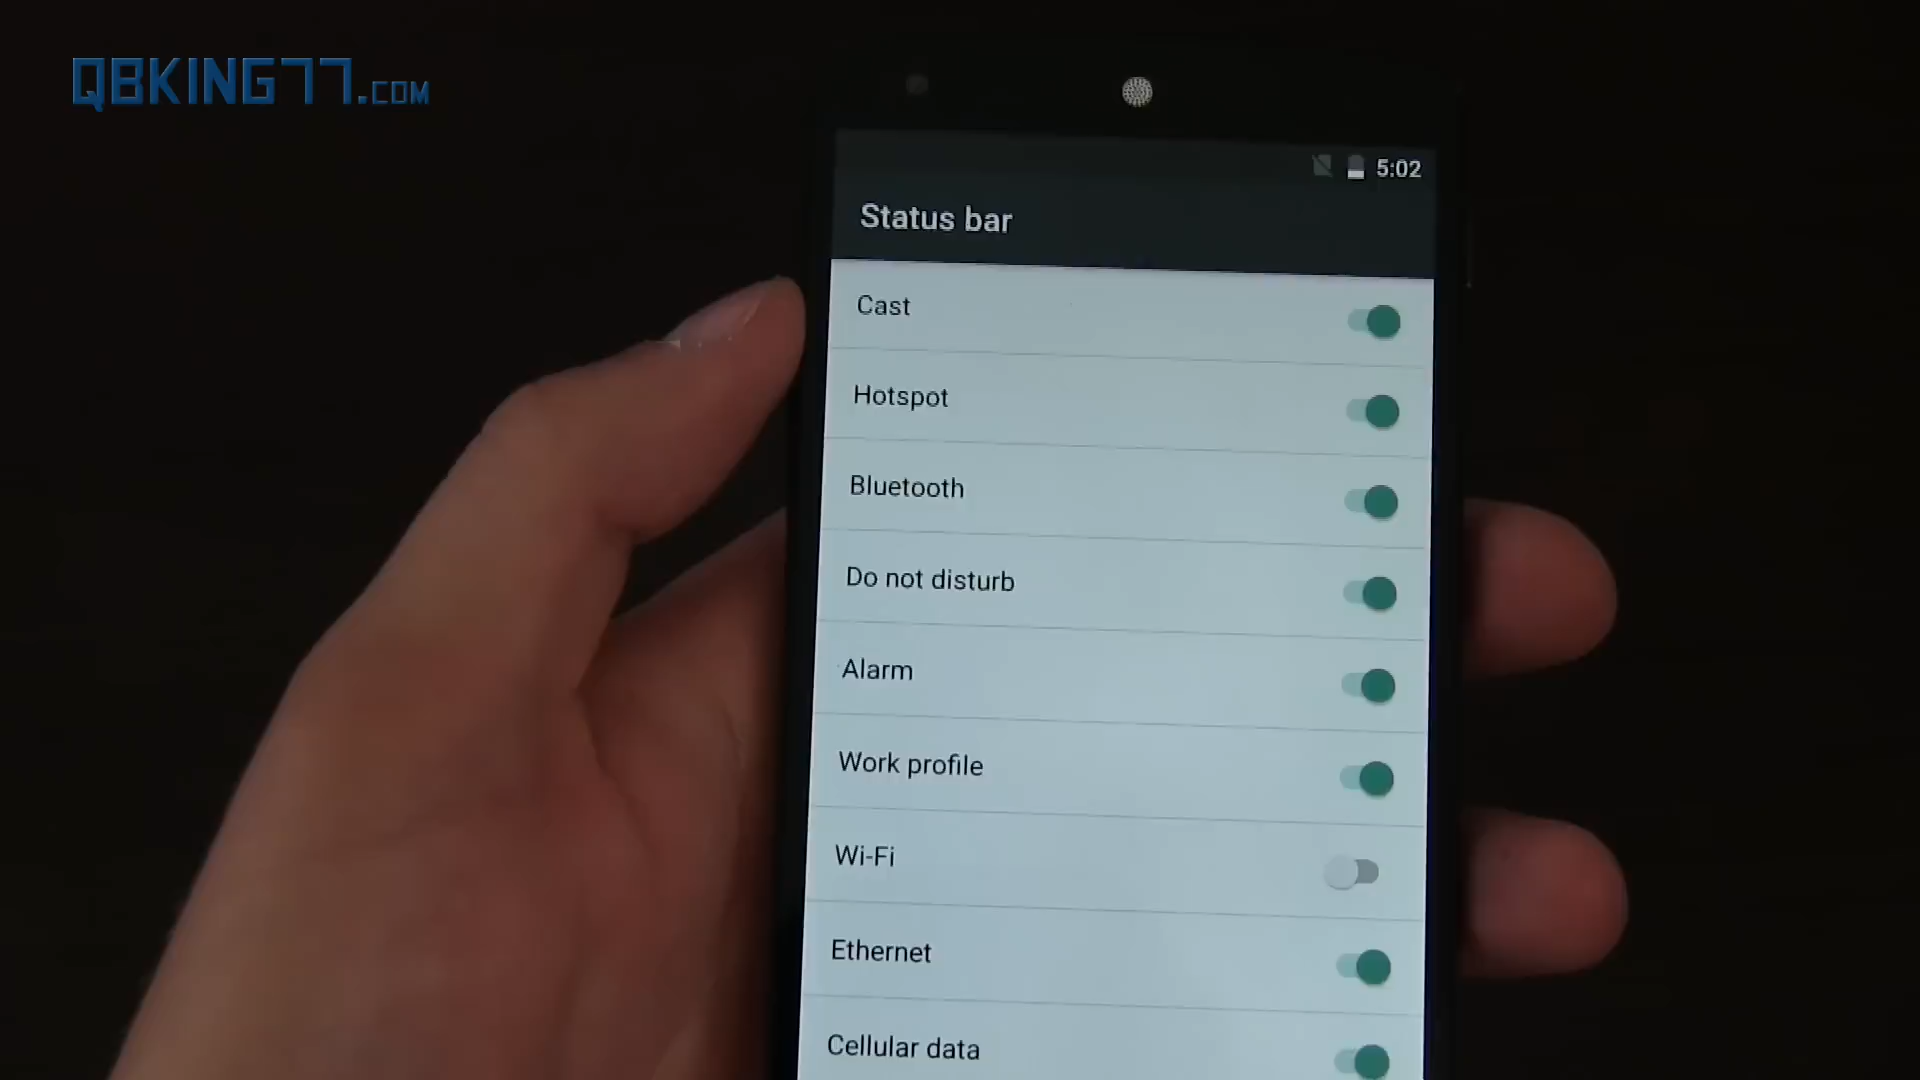 QBKING77.COM
5:02
Status bar
Cast
Hotspot
Bluetooth
Do not disturb
Alarm
Work profile
Wi-Fi
Ethernet
Cellular data